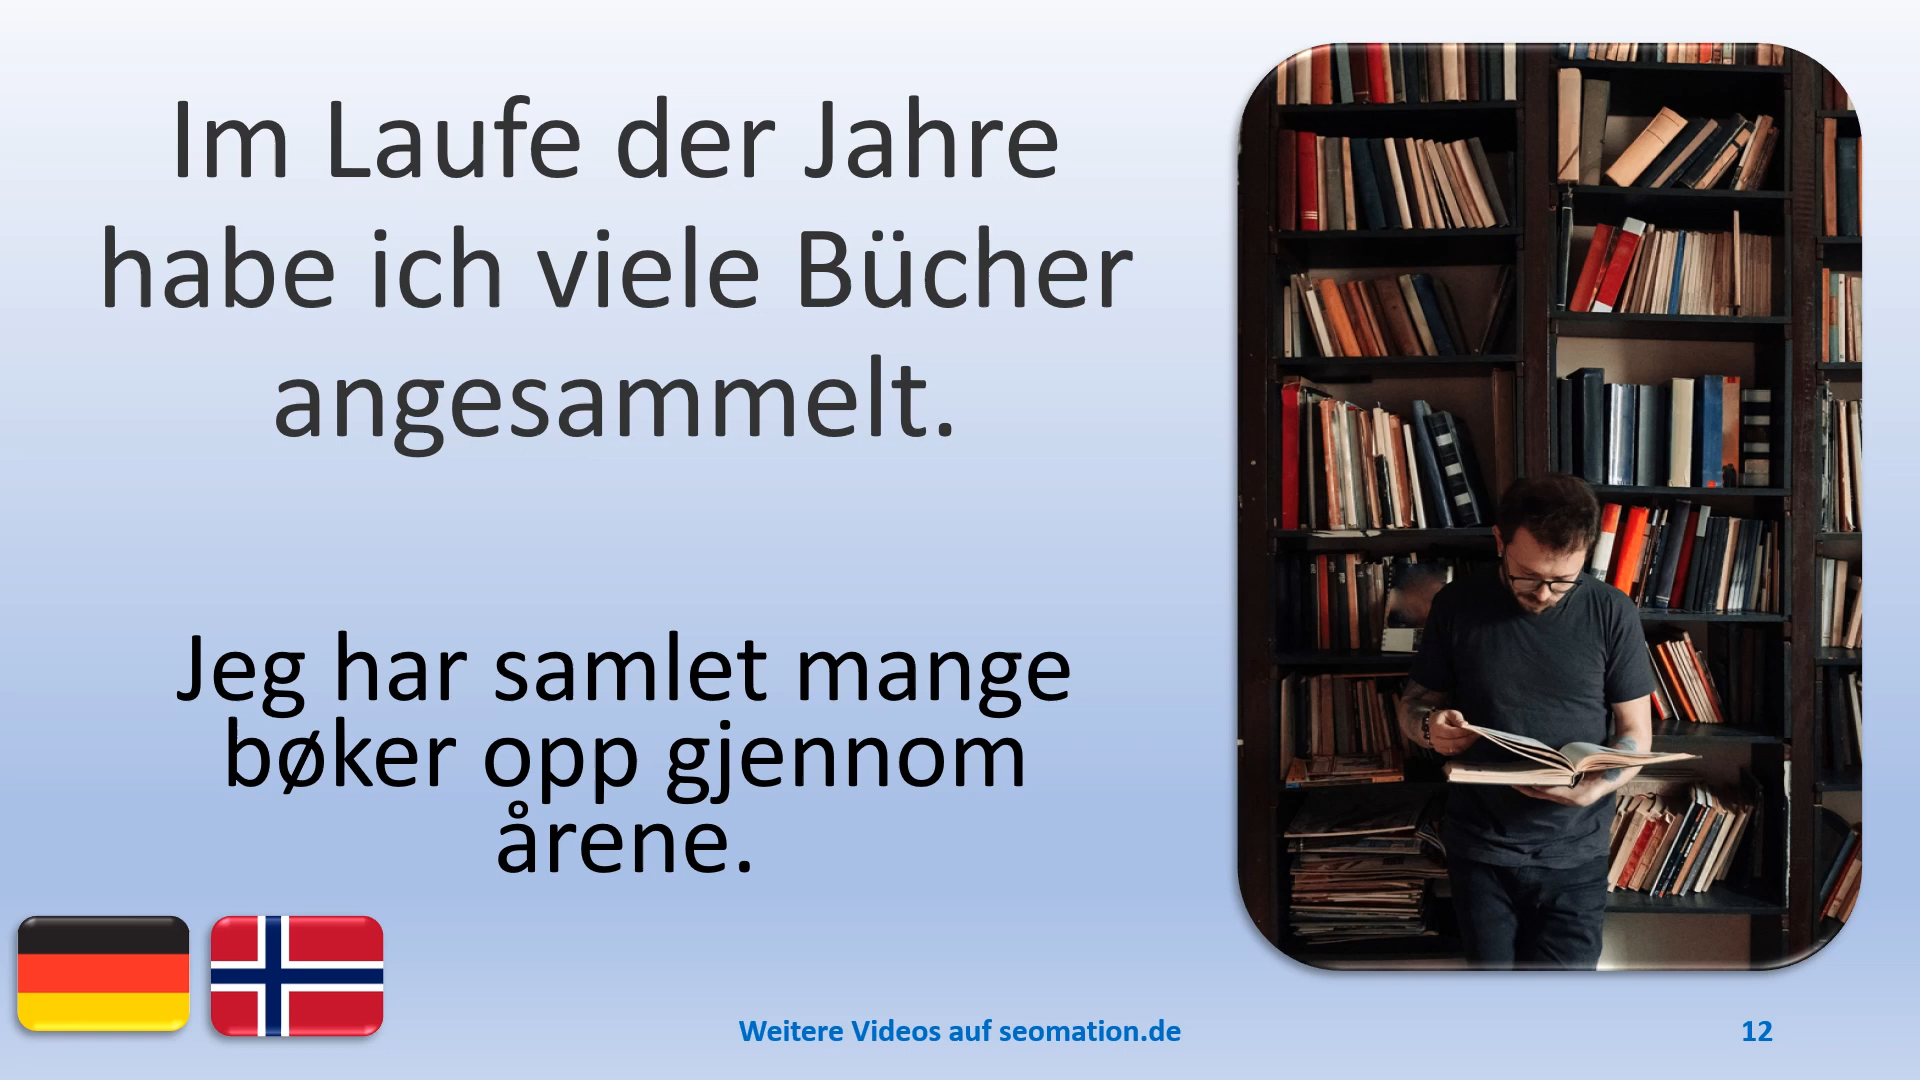 Im Laufe der Jahre
habe ich viele Bücher
angesammelt.
Jeg har samlet mange
bøker opp gjennom
årene.
Weitere Videos auf seomation.de
12